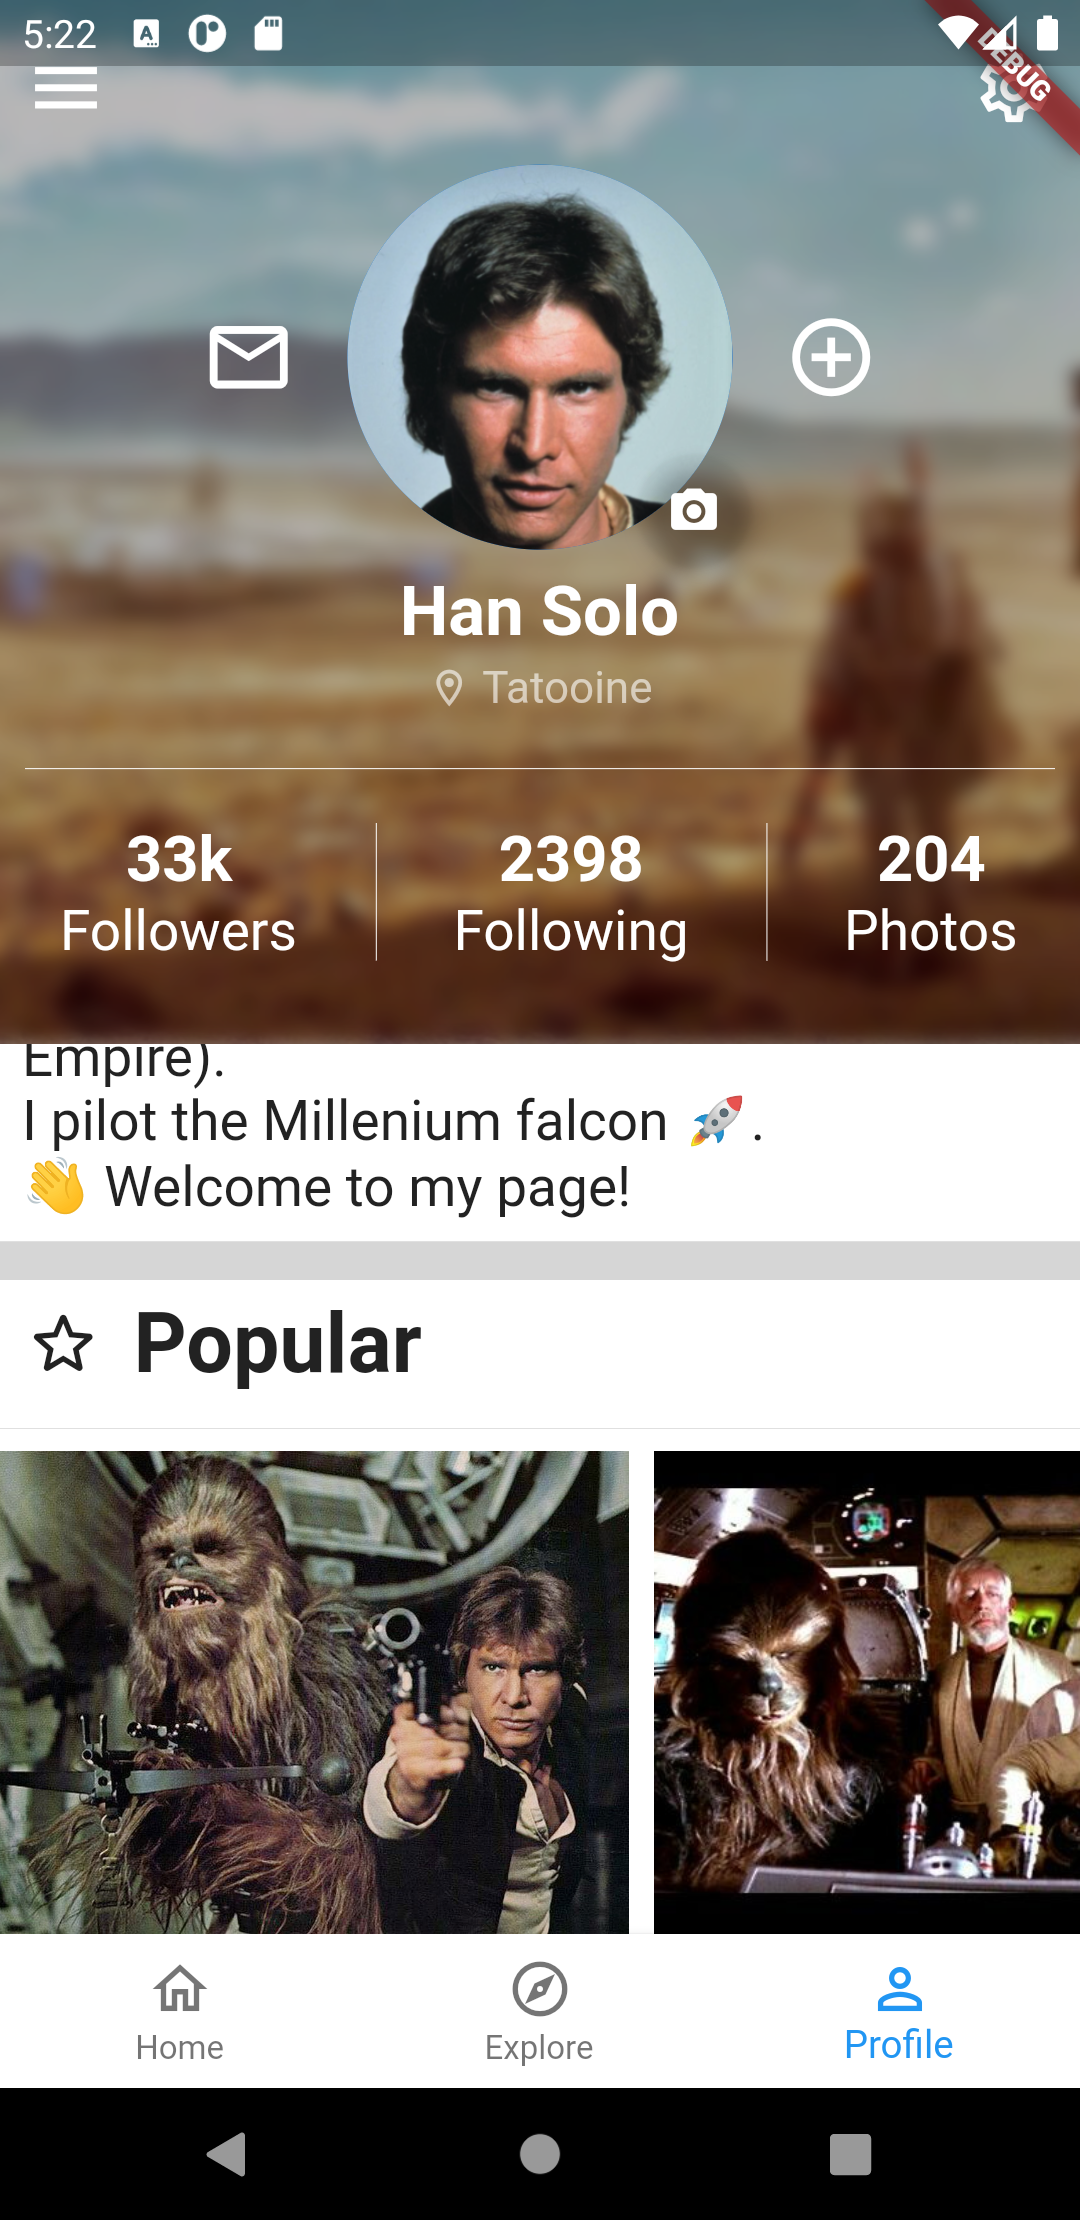 5:22
DEBUG
Han Solo
Tatooine
33k
Followers
2398
Following
204
Photos
Empire).
I pilot the Millenium falcon 🚀.
👋 Welcome to my page!
Popular
Home
Explore
Profile